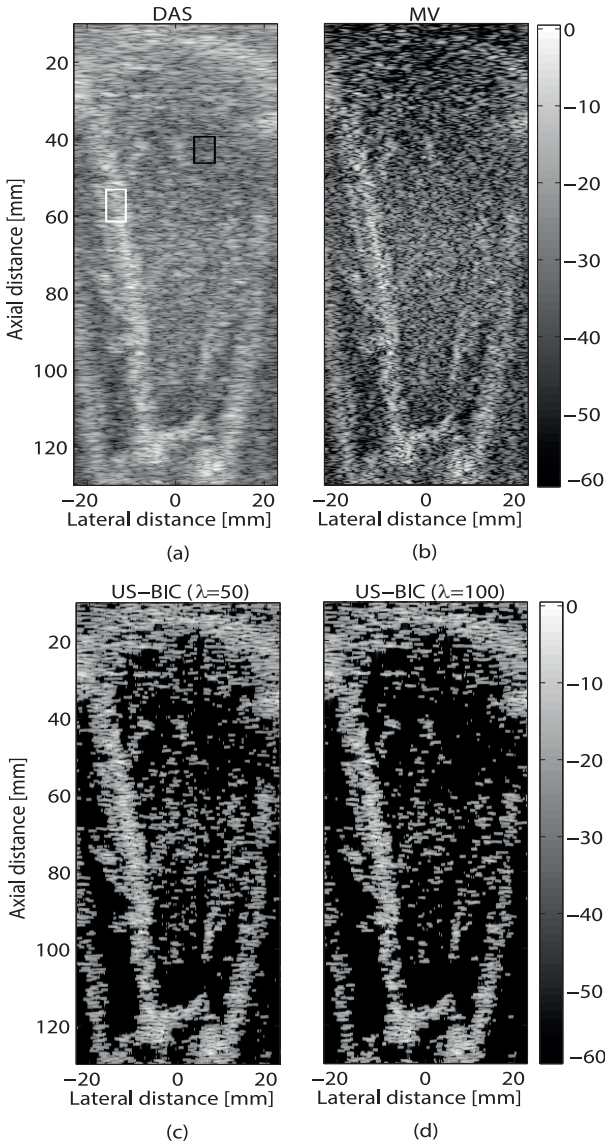 DAS
MV
0
20
−10
40
−20
60
−30
80
−40
100
−50
120
−60
−20 0 20
−20 0 20
Axial distance [mm]
Lateral distance [mm]
Lateral distance [mm]
(a)
(b)
US−BIC (λ=50)
US−BIC (λ=100)
0
20
−10
40
−20
60
−30
80
−40
100
−50
120
−60
−20 0 20
−20 0 20
Axial distance [mm]
Lateral distance [mm]
Lateral distance [mm]
(c)
(d)